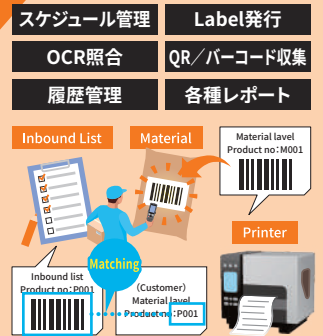 スケジュール管理
Label発行
OCR照合
QR／バーコード収集
履歴管理
各種レポート
Inbound List
Material
Material lavel
Product no:M001
Printer
Matching
Inbound list
Product no:P001
(Customer)
Material lavel
Product no:P001